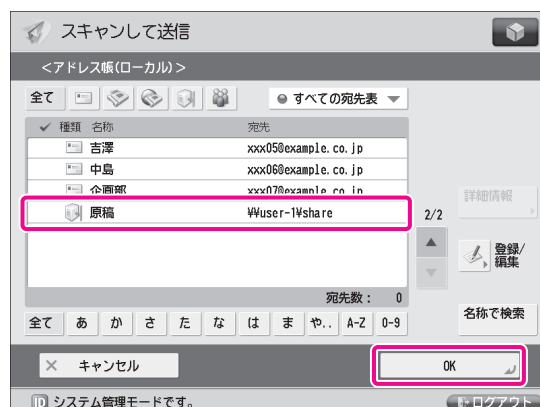 スキャンして送信
<アドレス帳(ローカル)>
全て
すべての宛先表
種類 名称 宛先
吉澤 xxx05@example.co.jp
中島 xxx06@example.co.jp
企画部 xxx07@example.co.jp
原稿 ¥¥user-1¥share
詳細情報
2/2
登録/
編集
宛先数: 0
全て あ か さ た な は ま や.. A-Z 0-9
名称で検索
× キャンセル
OK
ID システム管理モードです。
ログアウト